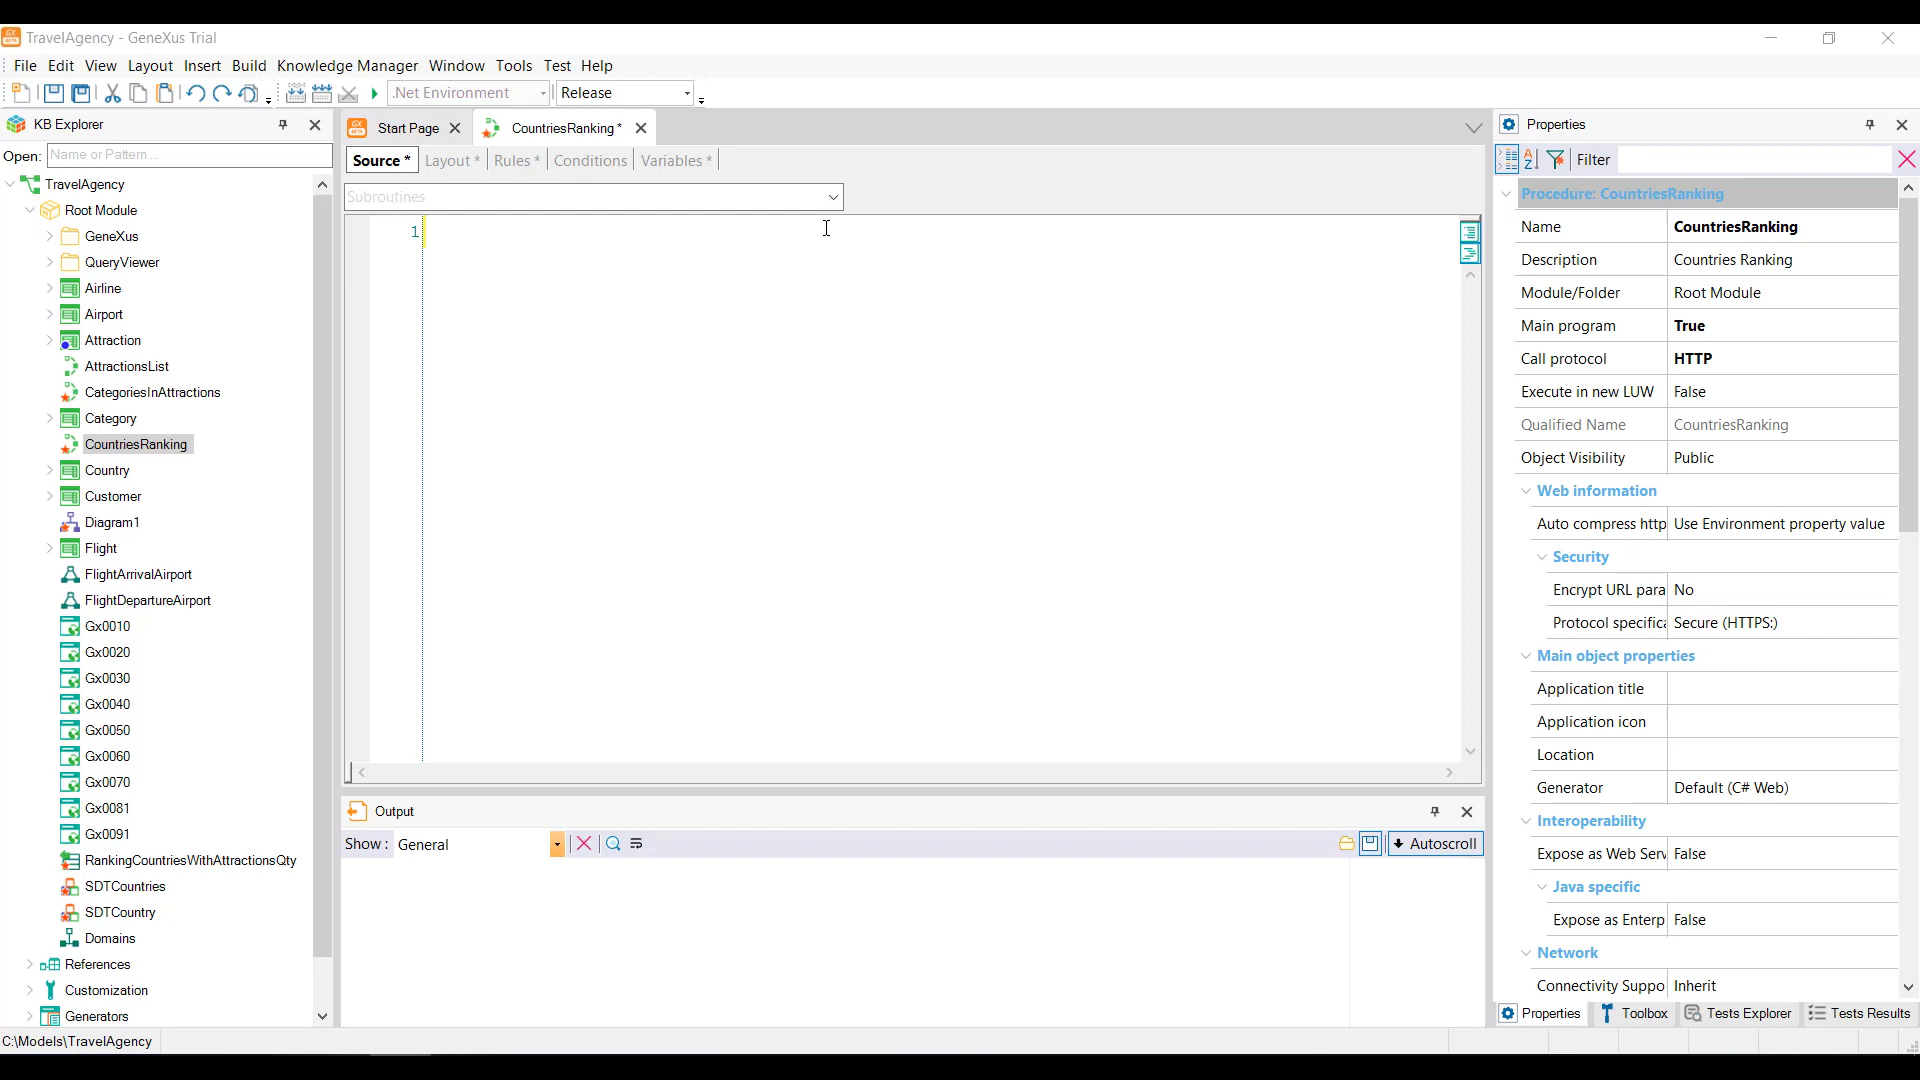 TravelAgency - GeneXus Trial
File Edit View Layout Insert Build Knowledge Manager Window Tools Test Help
.Net Environment Release
KB Explorer
Open: Name or Pattern ...
TravelAgency
Root Module
GeneXus
QueryViewer
Airline
Airport
Attraction
AttractionsList
CategoriesInAttractions
Category
CountriesRanking
Country
Customer
Diagram1
Flight
FlightArrivalAirport
FlightDepartureAirport
Gx0010
Gx0020
Gx0030
Gx0040
Gx0050
Gx0060
Gx0070
Gx0081
Gx0091
RankingCountriesWithAttractionsQty
SDTCountries
SDTCountry
Domains
References
Customization
Generators
Start Page CountriesRanking *
Source * Layout * Rules * Conditions Variables *
Subroutines
1
Output
Show : General Autoscroll
Properties
Filter
Procedure: CountriesRanking
Name CountriesRanking
Description Countries Ranking
Module/Folder Root Module
Main program True
Call protocol HTTP
Execute in new LUW False
Qualified Name CountriesRanking
Object Visibility Public
Web information
Auto compress http Use Environment property value
Security
Encrypt URL para No
Protocol specifica Secure (HTTPS:)
Main object properties
Application title
Application icon
Location
Generator Default (C# Web)
Interoperability
Expose as Web Serv False
Java specific
Expose as Enterp False
Network
Connectivity Suppo Inherit
Properties Toolbox Tests Explorer Tests Results
C:\Models\TravelAgency